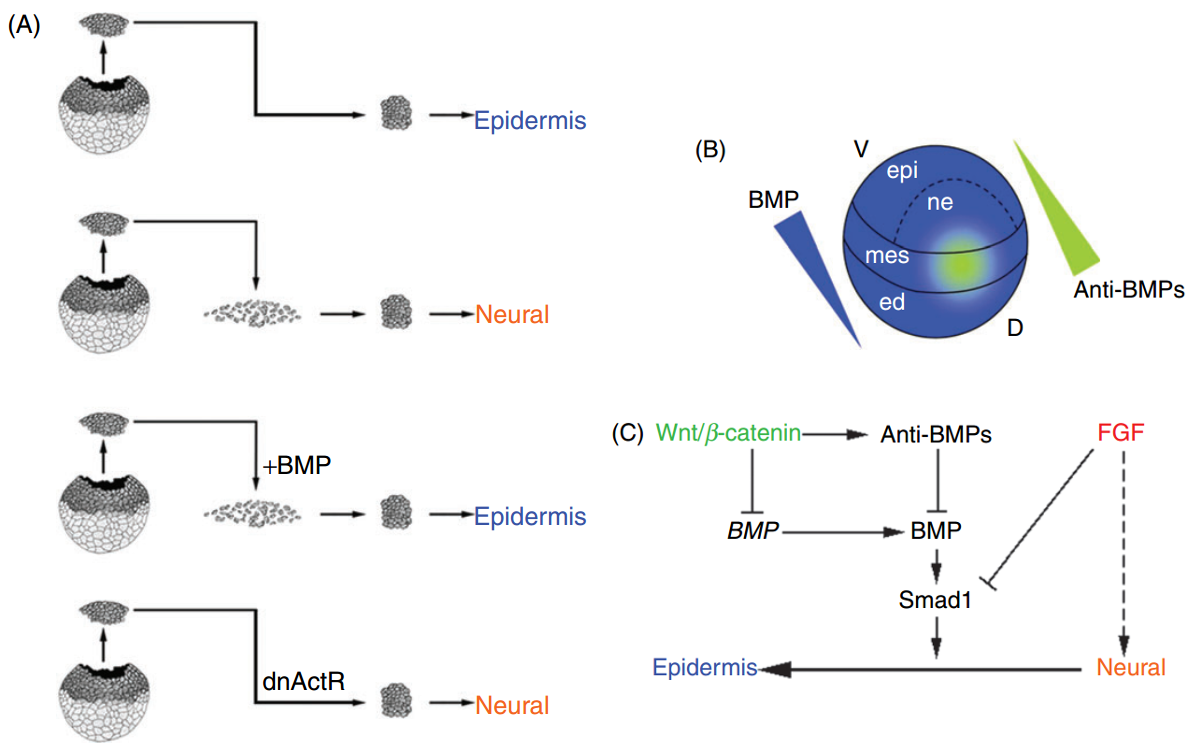 (A)
Epidermis
Neural
+BMP
Epidermis
dnActR
Neural
(B)
V
epi
ne
BMP
mes
ed
Anti-BMPs
D
(C) Wnt/β-catenin Anti-BMPs FGF
BMP BMP
Smad1
Epidermis Neural